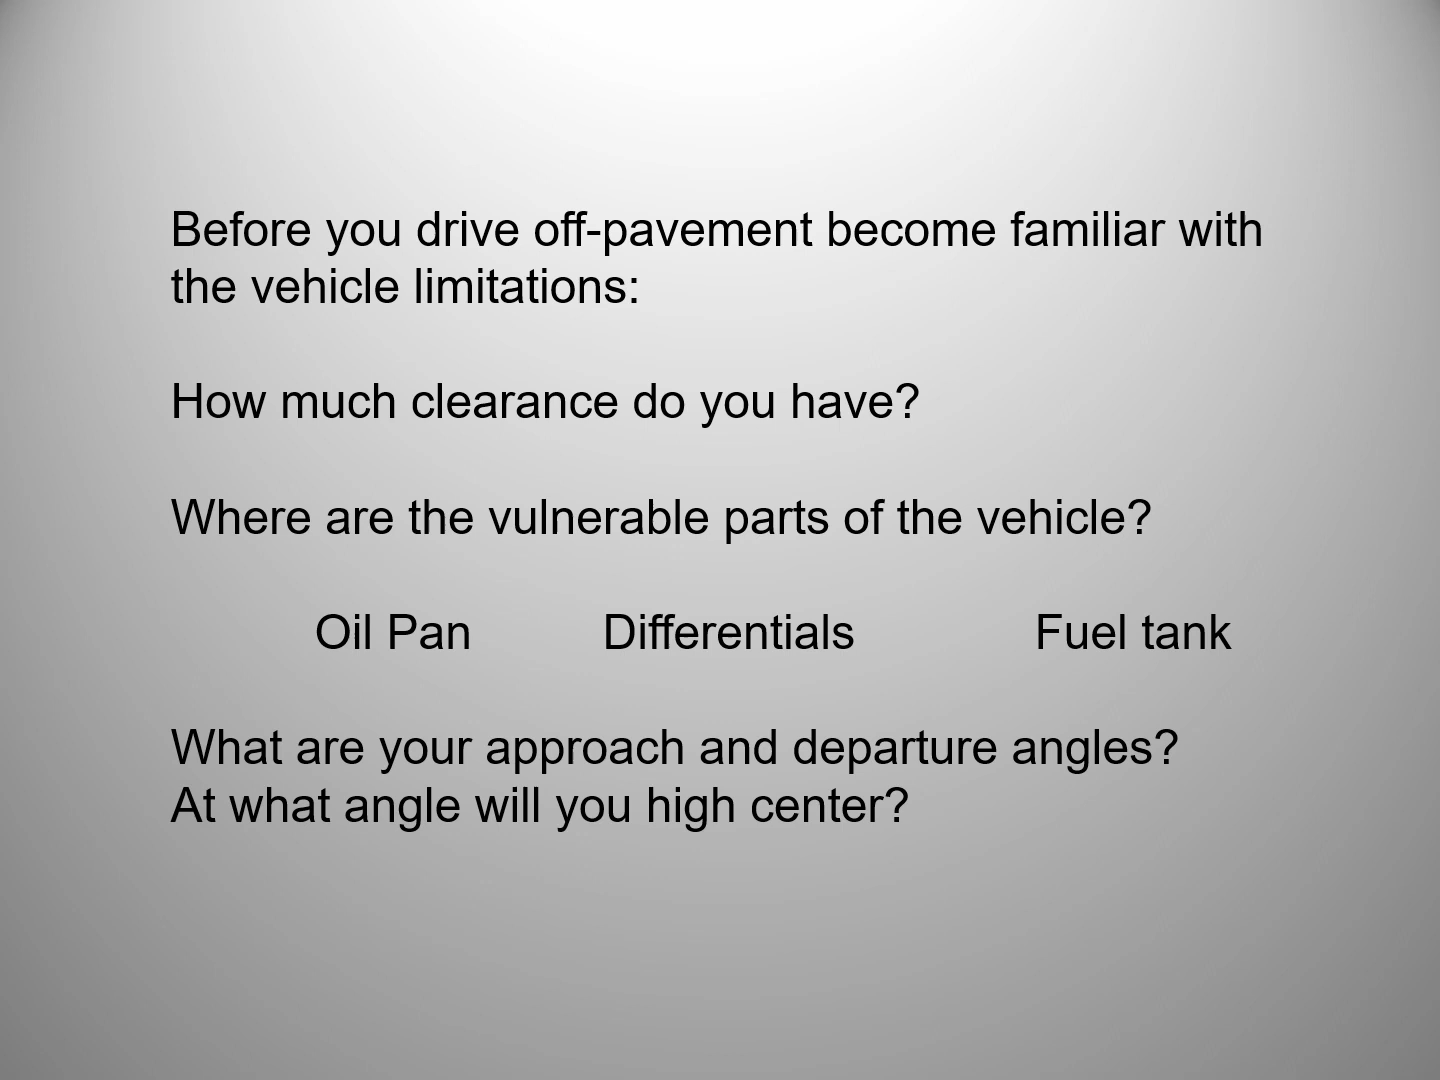 Before you drive off-pavement become familiar with
the vehicle limitations:
How much clearance do you have?
Where are the vulnerable parts of the vehicle?
Oil Pan Differentials Fuel tank
What are your approach and departure angles?
At what angle will you high center?